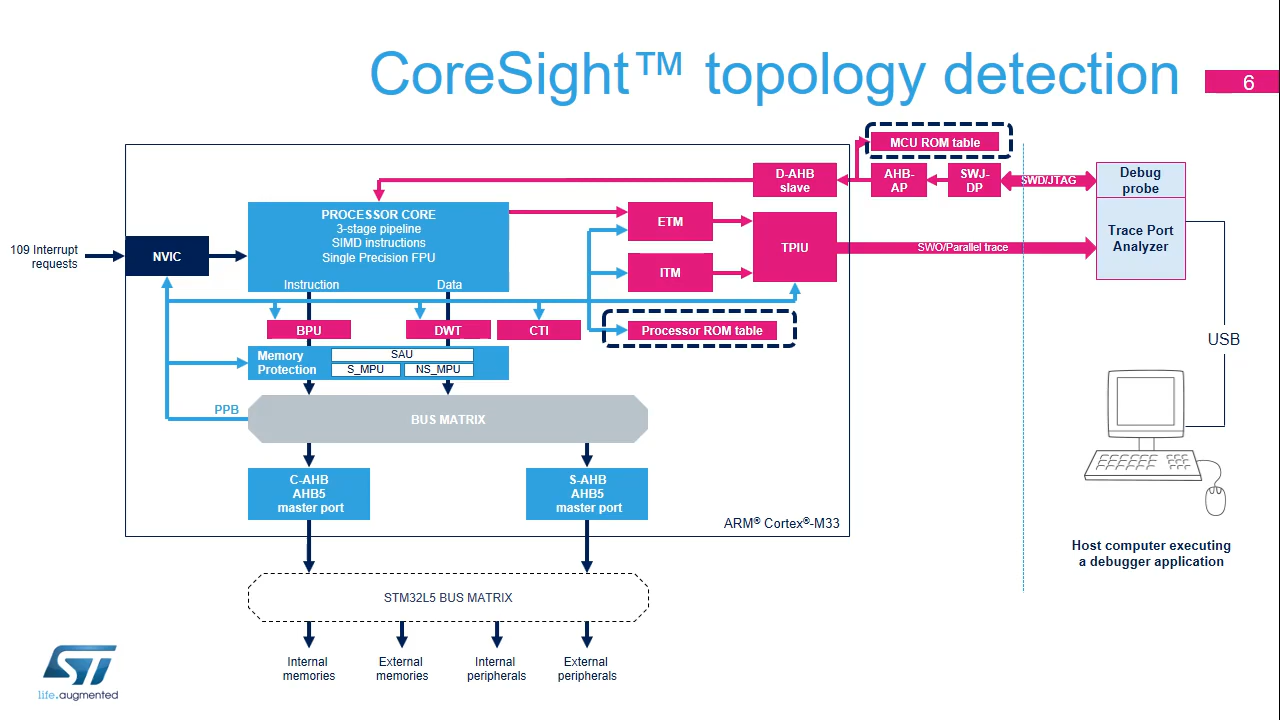 CoreSight™ topology detection
6
MCU ROM table
D-AHB
slave
AHB-
AP
SWJ-
DP
SWD/JTAG
Debug
probe
PROCESSOR CORE
3-stage pipeline
SIMD instructions
Single Precision FPU
Instruction
Data
ETM
ITM
TPIU
SWO/Parallel trace
Trace Port
Analyzer
109 Interrupt
requests
NVIC
BPU
DWT
CTI
Processor ROM table
USB
Memory
Protection
SAU
S_MPU
NS_MPU
PPB
BUS MATRIX
C-AHB
AHB5
master port
S-AHB
AHB5
master port
ARM® Cortex®-M33
Host computer executing
a debugger application
STM32L5 BUS MATRIX
Internal
memories
External
memories
Internal
peripherals
External
peripherals
ST
life.augmented